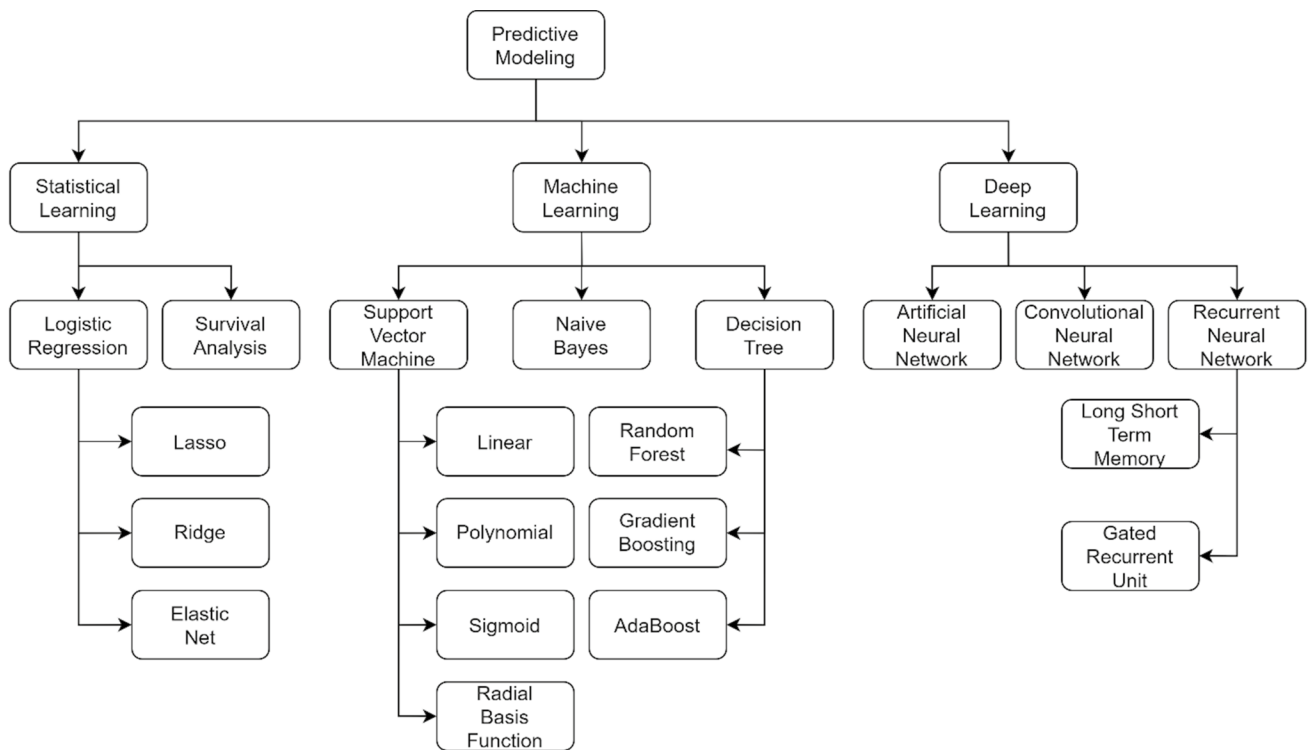 Predictive
Modeling
Statistical
Learning
Machine
Learning
Deep
Learning
Logistic
Regression
Survival
Analysis
Support
Vector
Machine
Naive
Bayes
Decision
Tree
Artificial
Neural
Network
Convolutional
Neural
Network
Recurrent
Neural
Network
Lasso
Ridge
Elastic
Net
Linear
Polynomial
Sigmoid
Radial
Basis
Function
Random
Forest
Gradient
Boosting
AdaBoost
Long Short
Term
Memory
Gated
Recurrent
Unit